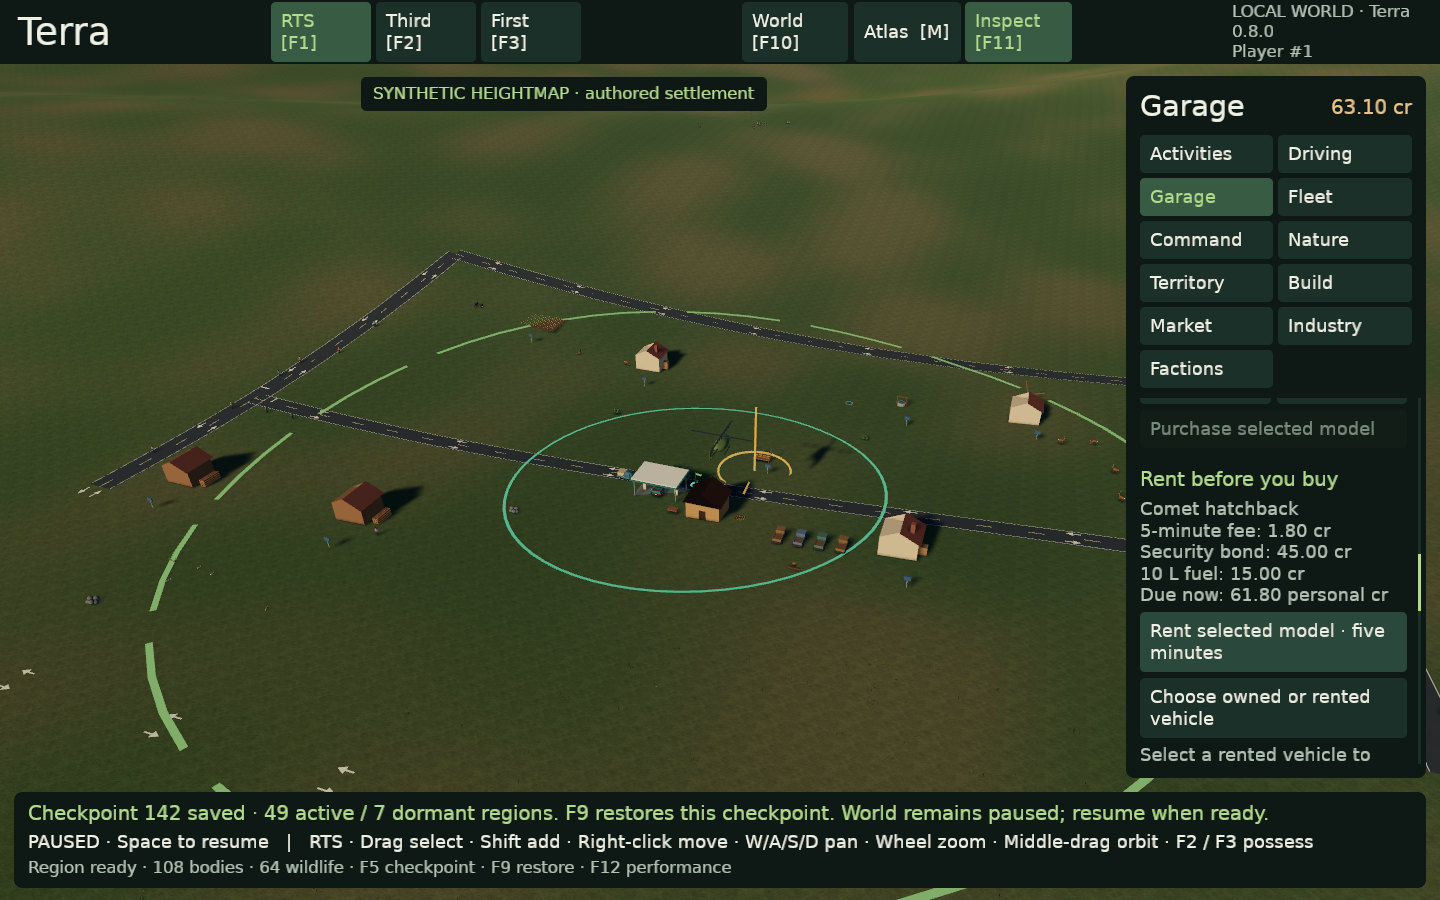 Terra
RTS
[F1]
Third
[F2]
First
[F3]
World
[F10]
Atlas [M]
Inspect
[F11]
LOCAL WORLD · Terra
0.8.0
Player #1
SYNTHETIC HEIGHTMAP · authored settlement
Garage
63.10 cr
Activities
Driving
Garage
Fleet
Command
Nature
Territory
Build
Market
Industry
Factions
Purchase selected model
Rent before you buy
Comet hatchback
5-minute fee: 1.80 cr
Security bond: 45.00 cr
10 L fuel: 15.00 cr
Due now: 61.80 personal cr
Rent selected model · five
minutes
Choose owned or rented
vehicle
Select a rented vehicle to
Checkpoint 142 saved · 49 active / 7 dormant regions. F9 restores this checkpoint. World remains paused; resume when ready.
PAUSED · Space to resume | RTS · Drag select · Shift add · Right-click move · W/A/S/D pan · Wheel zoom · Middle-drag orbit · F2 / F3 possess
Region ready · 108 bodies · 64 wildlife · F5 checkpoint · F9 restore · F12 performance